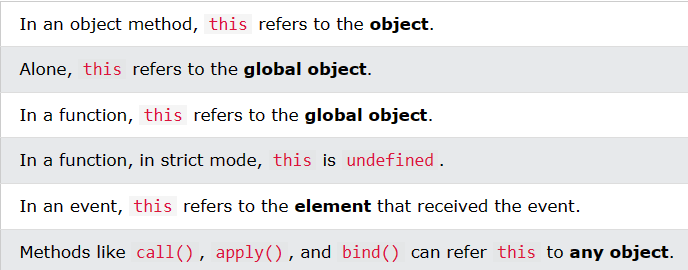 In an object method, this refers to the object.
Alone, this refers to the global object.
In a function, this refers to the global object.
In a function, in strict mode, this is undefined.
In an event, this refers to the element that received the event.
Methods like call(), apply(), and bind() can refer this to any object.